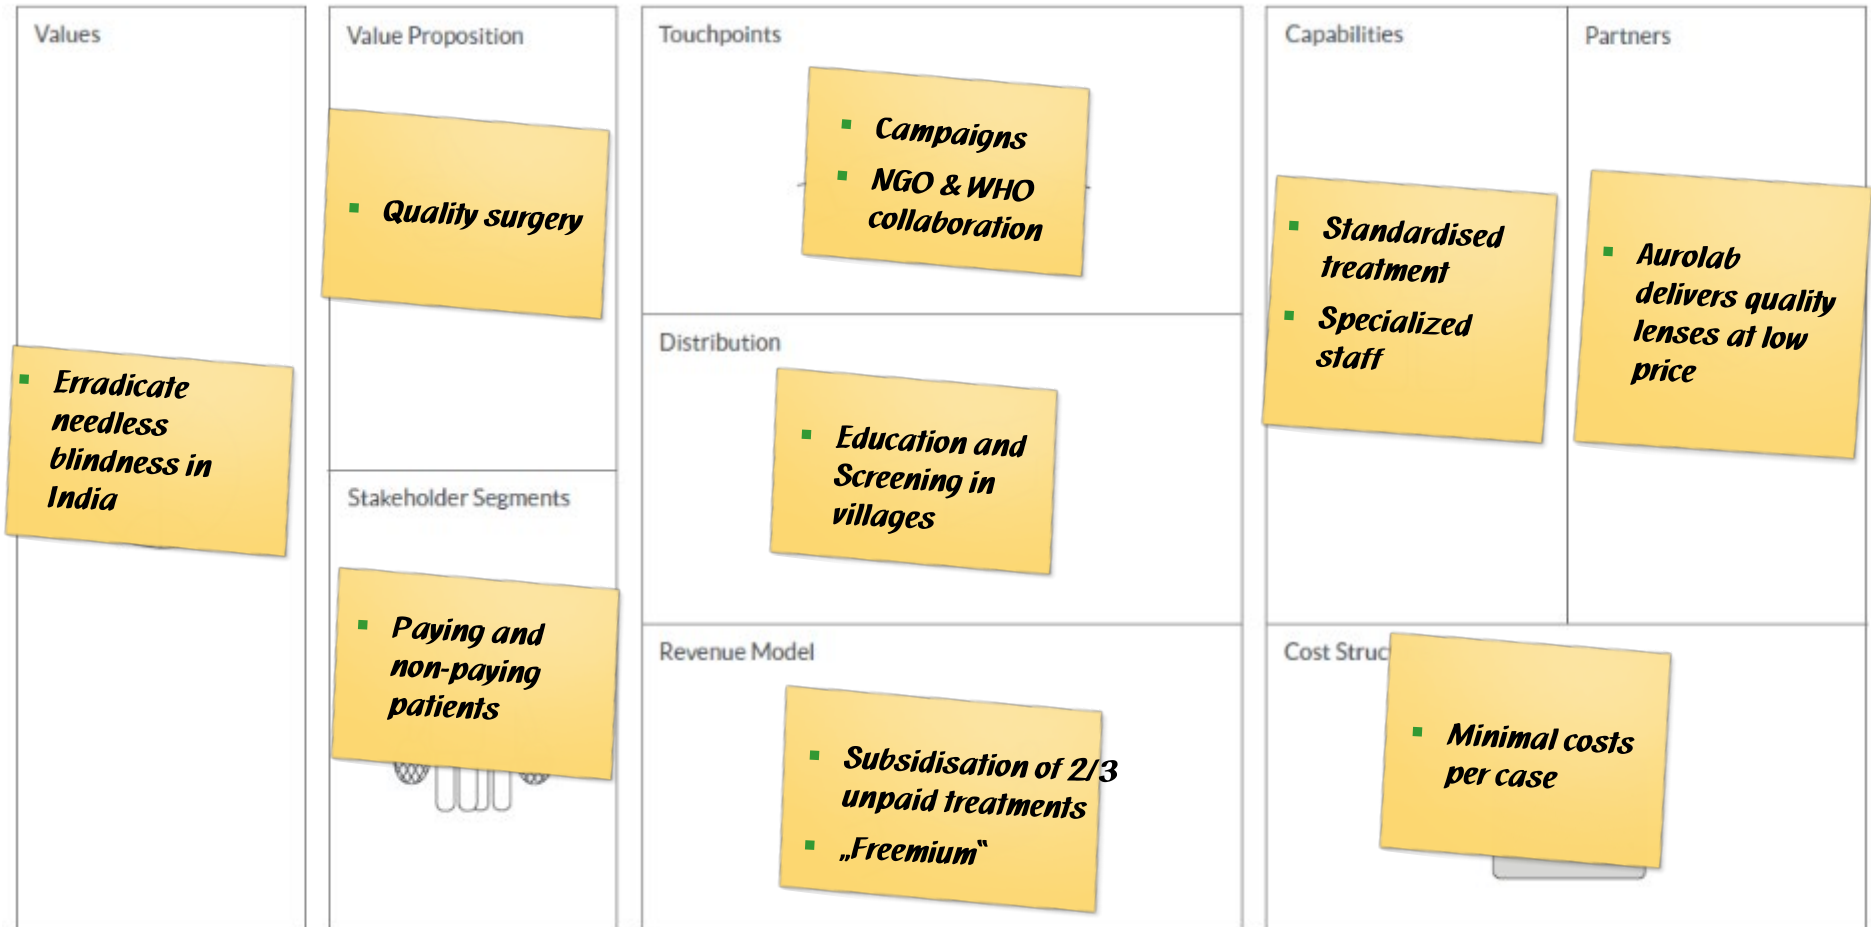 Values
Erradicate
needless
blindness in
India
Value Proposition
Quality surgery
Stakeholder Segments
Paying and
non-paying
patients
Touchpoints
Campaigns
NGO & WHO
collaboration
Distribution
Education and
Screening in
villages
Revenue Model
Subsidisation of 2/3
unpaid treatments
„Freemium“
Capabilities
Standardised
treatment
Specialized
staff
Partners
Aurolab
delivers quality
lenses at low
price
Cost Struc
Minimal costs
per case